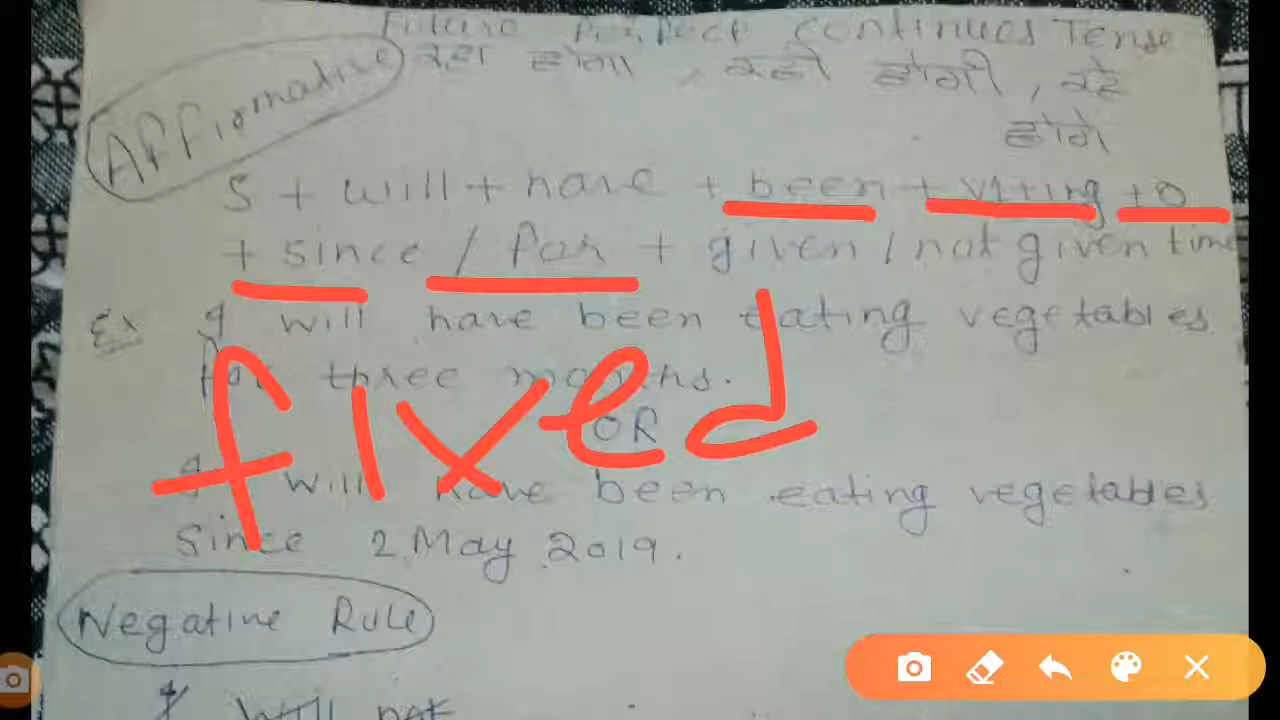 Future Perfect Continues Tense
रहा होगा, रही होगी, रहे
होगे
Affirmative
S + will + have + been + V1+ing + O
+ since / For + given / not given time
Ex I will have been eating vegetables
For three months.
fixed
OR
I will have been eating vegetables
Since 2 May 2019.
Negative Rule
will not